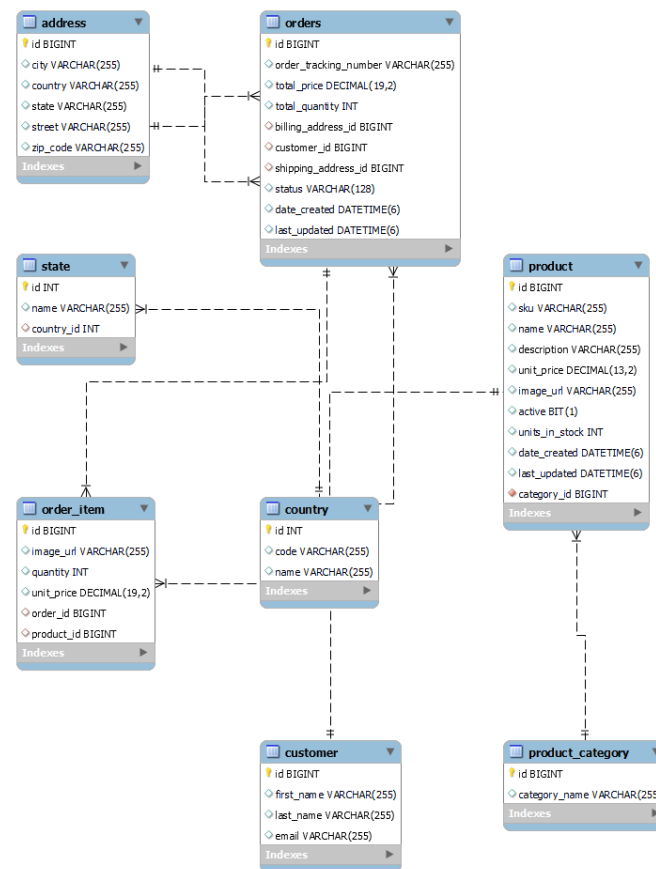 address
id BIGINT
city VARCHAR(255)
country VARCHAR(255)
state VARCHAR(255)
street VARCHAR(255)
zip_code VARCHAR(255)
Indexes
orders
id BIGINT
order_tracking_number VARCHAR(255)
total_price DECIMAL(19,2)
total_quantity INT
billing_address_id BIGINT
customer_id BIGINT
shipping_address_id BIGINT
status VARCHAR(128)
date_created DATETIME(6)
last_updated DATETIME(6)
Indexes
state
id INT
name VARCHAR(255)
country_id INT
Indexes
product
id BIGINT
sku VARCHAR(255)
name VARCHAR(255)
description VARCHAR(255)
unit_price DECIMAL(13,2)
image_url VARCHAR(255)
active BIT(1)
units_in_stock INT
date_created DATETIME(6)
last_updated DATETIME(6)
category_id BIGINT
Indexes
order_item
id BIGINT
image_url VARCHAR(255)
quantity INT
unit_price DECIMAL(19,2)
order_id BIGINT
product_id BIGINT
Indexes
country
id INT
code VARCHAR(255)
name VARCHAR(255)
Indexes
customer
id BIGINT
first_name VARCHAR(255)
last_name VARCHAR(255)
email VARCHAR(255)
Indexes
product_category
id BIGINT
category_name VARCHAR(255
Indexes